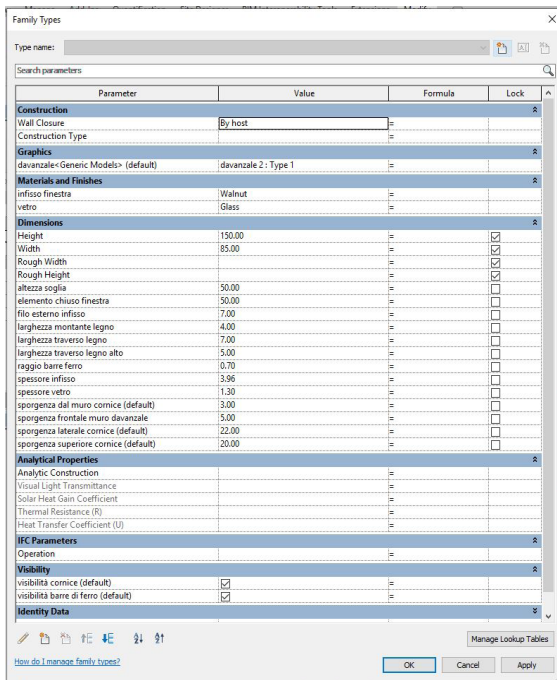 Family Types
Type name:
Search parameters
Parameter Value Formula Lock
Construction
Wall Closure By host =
Construction Type =
Graphics
davanzale<Generic Models> (default) davanzale 2 : Type 1 =
Materials and Finishes
infisso finestra Walnut =
vetro Glass =
Dimensions
Height 150.00 =
Width 85.00 =
Rough Width =
Rough Height =
altezza soglia 50.00 =
elemento chiuso finestra 50.00 =
filo esterno infisso 7.00 =
larghezza montante legno 4.00 =
larghezza traverso legno 7.00 =
larghezza traverso legno alto 5.00 =
raggio barre ferro 0.70 =
spessore infisso 3.96 =
spessore vetro 1.30 =
sporgenza dal muro cornice (default) 3.00 =
sporgenza frontale muro davanzale 5.00 =
sporgenza laterale cornice (default) 22.00 =
sporgenza superiore cornice (default) 20.00 =
Analytical Properties
Analytic Construction =
Visual Light Transmittance =
Solar Heat Gain Coefficient =
Thermal Resistance (R) =
Heat Transfer Coefficient (U) =
IFC Parameters
Operation =
Visibility
visibilità cornice (default) =
visibilità barre di ferro (default) =
Identity Data
Manage Lookup Tables
How do I manage family types?
OK Cancel Apply